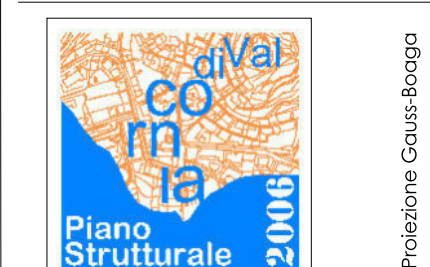 diVal
co
rn
ia
Piano
Strutturale
2006
Proiezione Gauss-Boaga